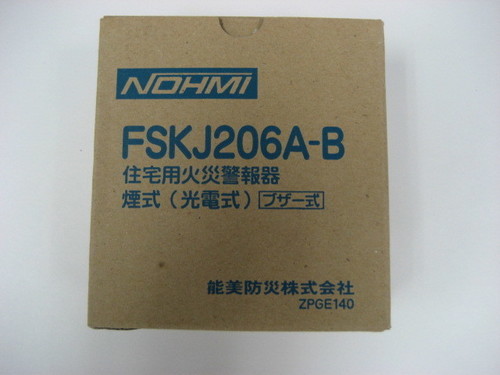 NOHMI
FSKJ206A-B
住宅用火災警報器
煙式（光電式）ブザー式
能美防災株式会社
ZPGE140